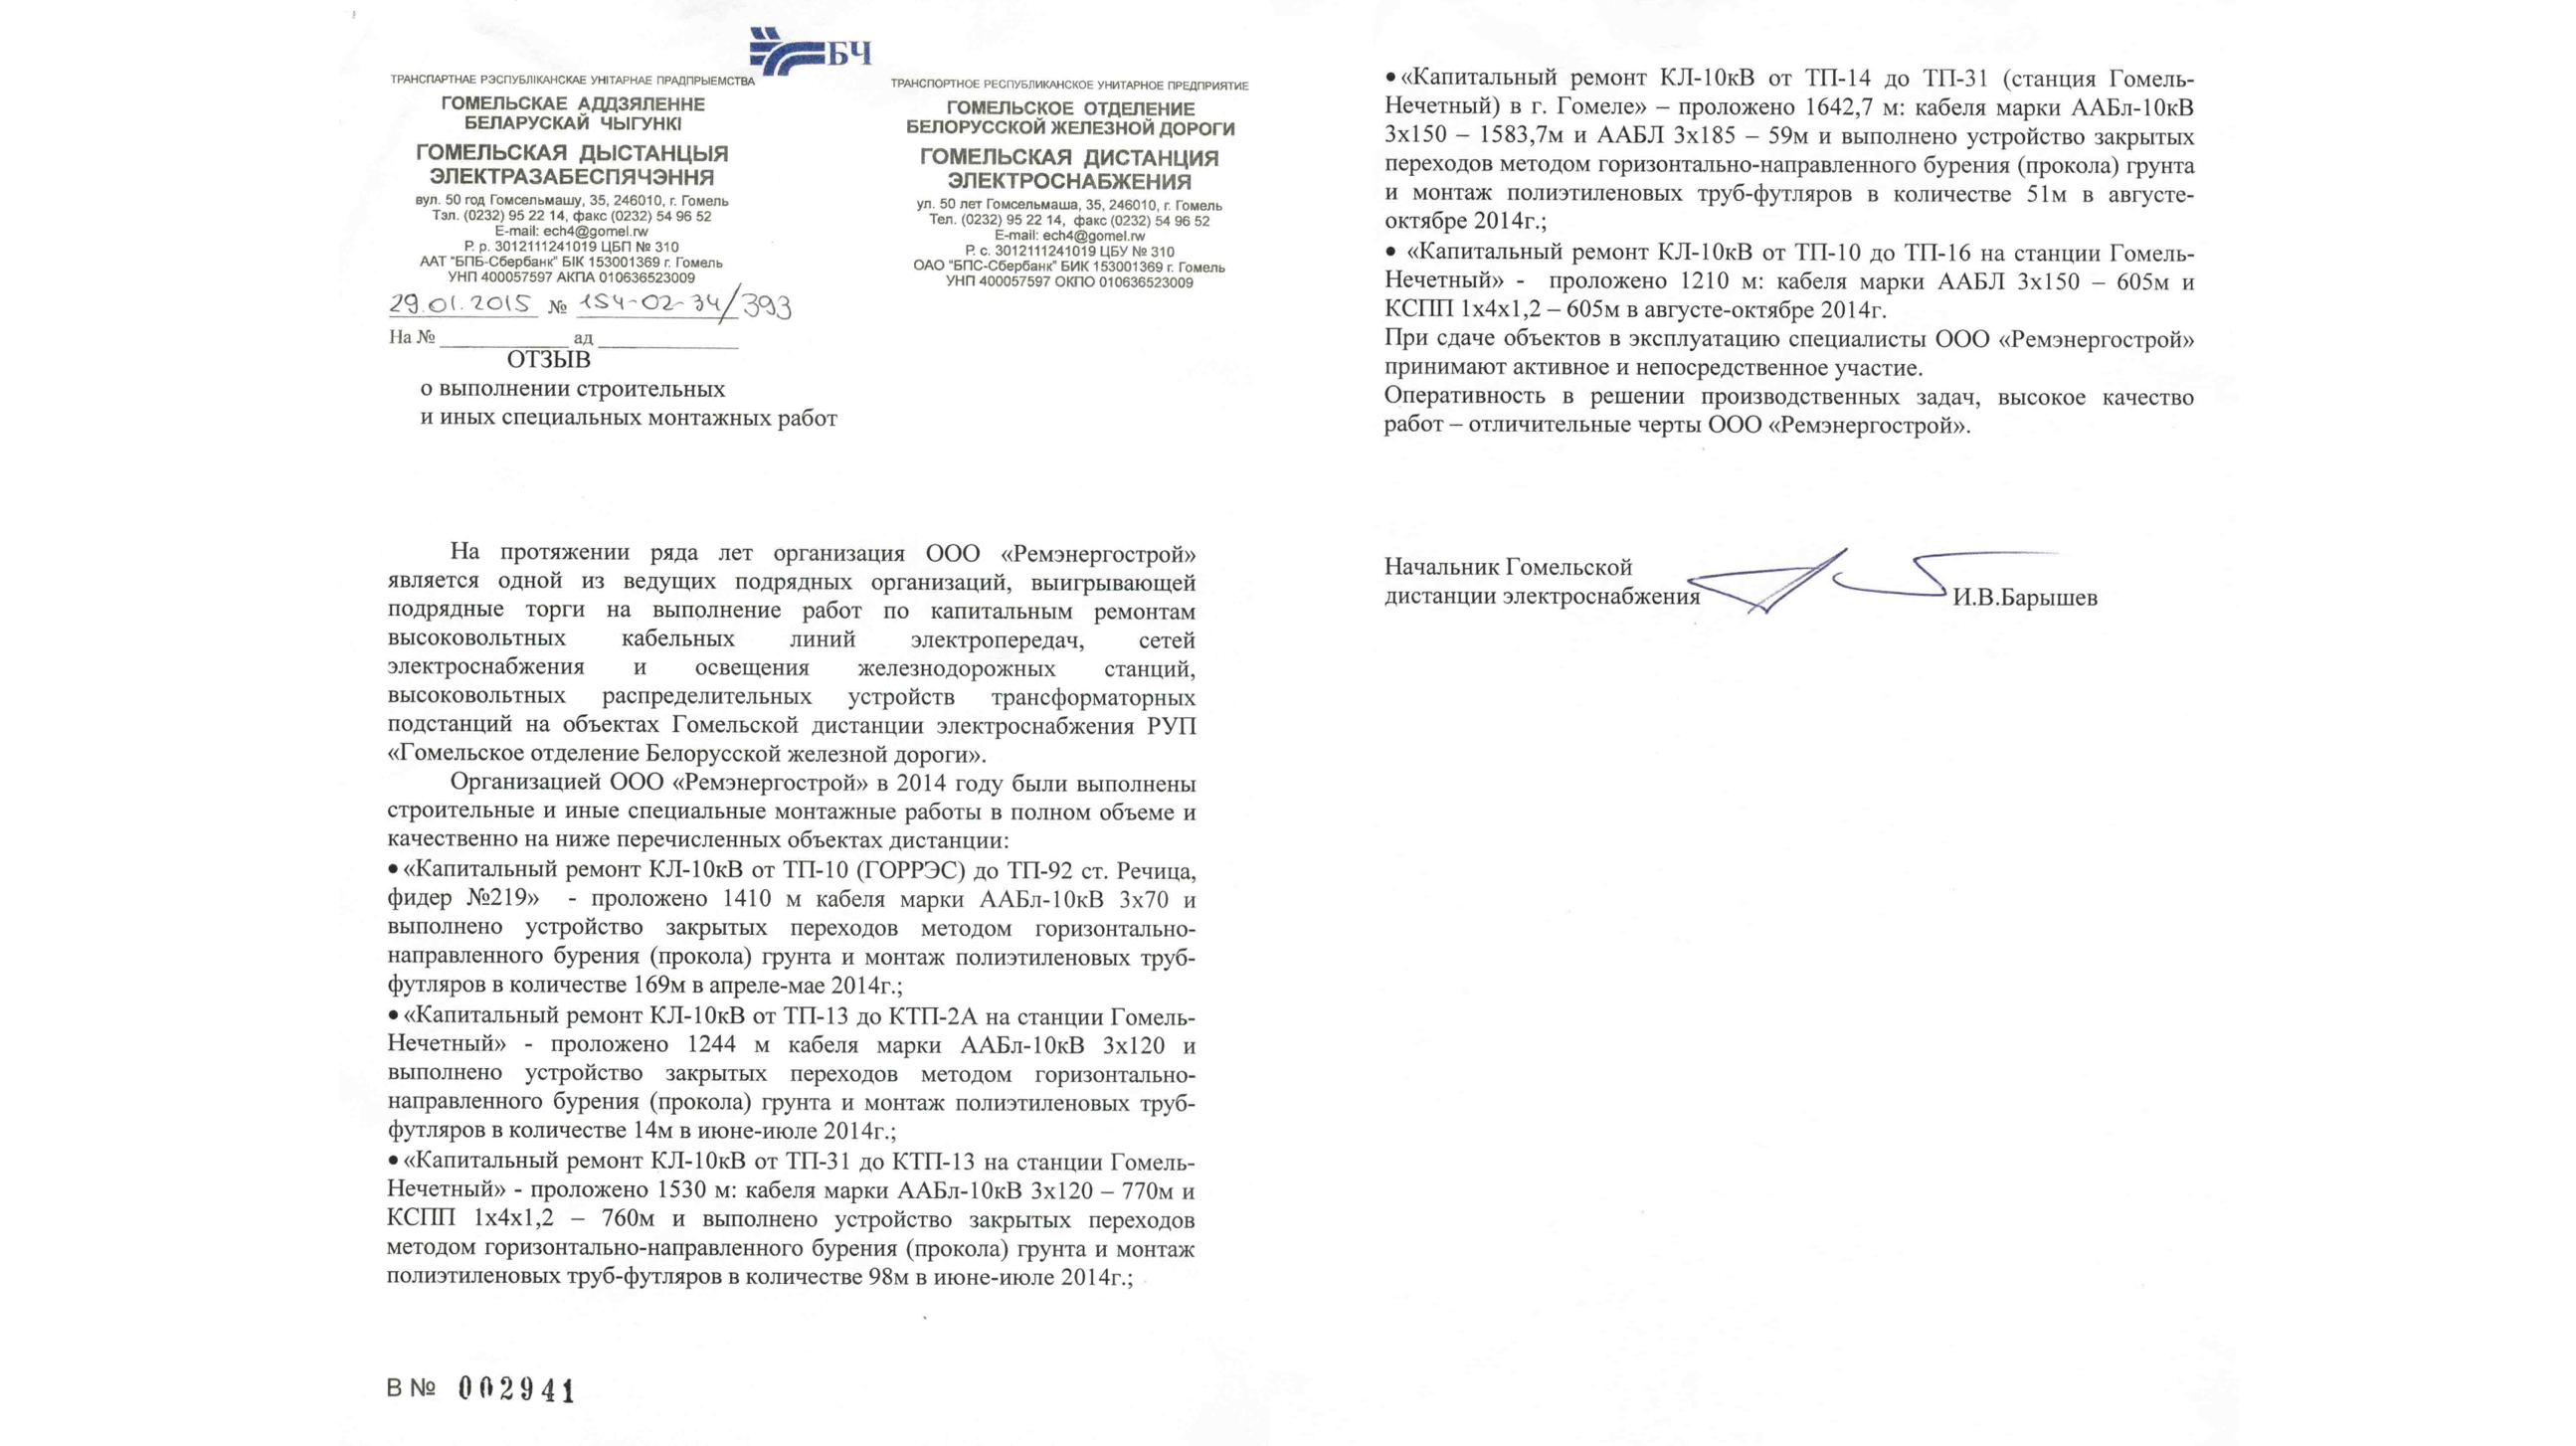 БЧ
ТРАНСПАРТНАЕ РЭСПУБЛІКАНСКАЕ УНІТАРНАЕ ПРАДПРЫЕМСТВА
ГОМЕЛЬСКАЕ АДДЗЯЛЕННЕ
БЕЛАРУСКАЙ ЧЫГУНКІ
ГОМЕЛЬСКАЯ ДЫСТАНЦЫЯ
ЭЛЕКТРАЗАБЕСПЯЧЭННЯ
вул. 50 год Гомсельмашу, 35, 246010, г. Гомель
Тэл. (0232) 95 22 14, факс (0232) 54 96 52
E-mail: ech4@gomel.rw
Р. р. 3012111241019 ЦБП № 310
ААТ "БПБ-Сбербанк" БІК 153001369 г. Гомель
УНП 400057597 АКПА 010636523009
ТРАНСПОРТНОЕ РЕСПУБЛИКАНСКОЕ УНИТАРНОЕ ПРЕДПРИЯТИЕ
ГОМЕЛЬСКОЕ ОТДЕЛЕНИЕ
БЕЛОРУССКОЙ ЖЕЛЕЗНОЙ ДОРОГИ
ГОМЕЛЬСКАЯ ДИСТАНЦИЯ
ЭЛЕКТРОСНАБЖЕНИЯ
ул. 50 лет Гомсельмаша, 35, 246010, г. Гомель
Тел. (0232) 95 22 14, факс (0232) 54 96 52
E-mail: ech4@gomel.rw
Р. с. 3012111241019 ЦБУ № 310
ОАО "БПС-Сбербанк" БИК 153001369 г. Гомель
УНП 400057597 ОКПО 010636523009
29.01.2015 № 154-02-34/393
На № ад
ОТЗЫВ
о выполнении строительных
и иных специальных монтажных работ
На протяжении ряда лет организация ООО «Ремэнергострой»
является одной из ведущих подрядных организаций, выигрывающей
подрядные торги на выполнение работ по капитальным ремонтам
высоковольтных кабельных линий электропередач, сетей
электроснабжения и освещения железнодорожных станций,
высоковольтных распределительных устройств трансформаторных
подстанций на объектах Гомельской дистанции электроснабжения РУП
«Гомельское отделение Белорусской железной дороги».
Организацией ООО «Ремэнергострой» в 2014 году были выполнены
строительные и иные специальные монтажные работы в полном объеме и
качественно на ниже перечисленных объектах дистанции:
• «Капитальный ремонт КЛ-10кВ от ТП-10 (ГОРРЭС) до ТП-92 ст. Речица,
фидер №219» - проложено 1410 м кабеля марки ААБл-10кВ 3х70 и
выполнено устройство закрытых переходов методом горизонтально-
направленного бурения (прокола) грунта и монтаж полиэтиленовых труб-
футляров в количестве 169м в апреле-мае 2014г.;
• «Капитальный ремонт КЛ-10кВ от ТП-13 до КТП-2А на станции Гомель-
Нечетный» - проложено 1244 м кабеля марки ААБл-10кВ 3х120 и
выполнено устройство закрытых переходов методом горизонтально-
направленного бурения (прокола) грунта и монтаж полиэтиленовых труб-
футляров в количестве 14м в июне-июле 2014г.;
• «Капитальный ремонт КЛ-10кВ от ТП-31 до КТП-13 на станции Гомель-
Нечетный» - проложено 1530 м: кабеля марки ААБл-10кВ 3х120 – 770м и
КСПП 1х4х1,2 – 760м и выполнено устройство закрытых переходов
методом горизонтально-направленного бурения (прокола) грунта и монтаж
полиэтиленовых труб-футляров в количестве 98м в июне-июле 2014г.;
В № 002941
• «Капитальный ремонт КЛ-10кВ от ТП-14 до ТП-31 (станция Гомель-
Нечетный) в г. Гомеле» – проложено 1642,7 м: кабеля марки ААБл-10кВ
3х150 – 1583,7м и ААБЛ 3х185 – 59м и выполнено устройство закрытых
переходов методом горизонтально-направленного бурения (прокола) грунта
и монтаж полиэтиленовых труб-футляров в количестве 51м в августе-
октябре 2014г.;
• «Капитальный ремонт КЛ-10кВ от ТП-10 до ТП-16 на станции Гомель-
Нечетный» - проложено 1210 м: кабеля марки ААБЛ 3х150 – 605м и
КСПП 1х4х1,2 – 605м в августе-октябре 2014г.
При сдаче объектов в эксплуатацию специалисты ООО «Ремэнергострой»
принимают активное и непосредственное участие.
Оперативность в решении производственных задач, высокое качество
работ – отличительные черты ООО «Ремэнергострой».
Начальник Гомельской
дистанции электроснабжения И.В.Барышев